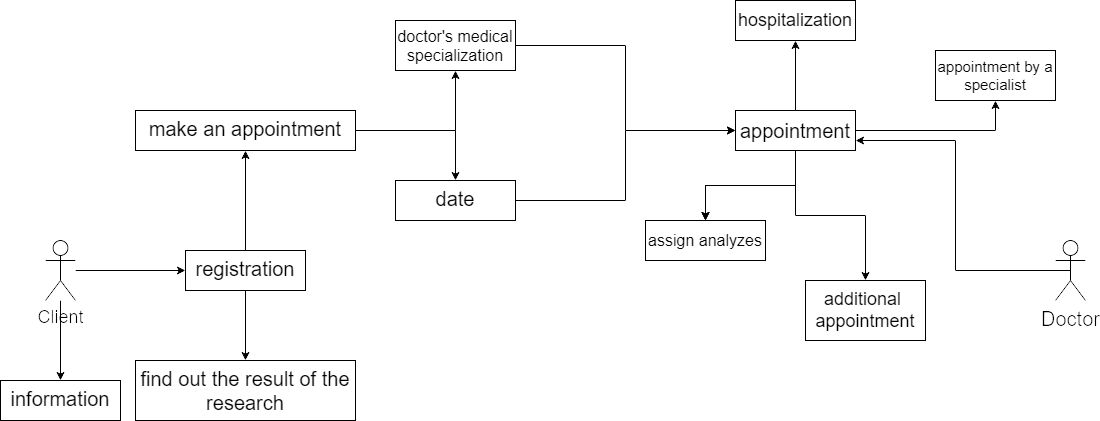 hospitalization
doctor's medical
specialization
appointment by a
specialist
make an appointment
appointment
date
assign analyzes
registration
additional
appointment
Client
Doctor
find out the result of the
research
information